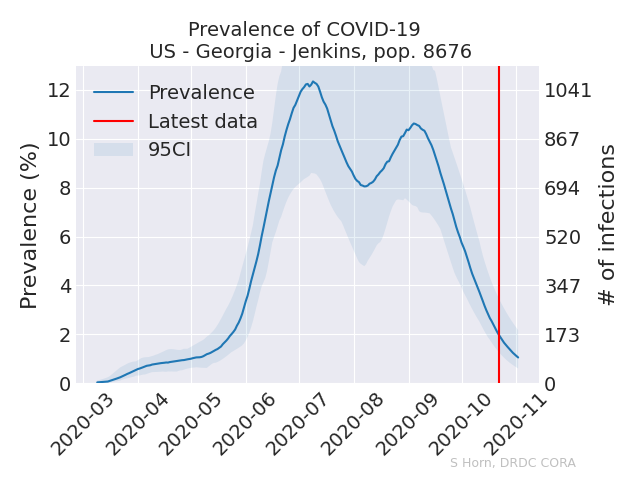 Prevalence of COVID-19
US - Georgia - Jenkins, pop. 8676
Prevalence
Latest data
95CI
Prevalence (%)
12
10
8
6
4
2
0
1041
867
694
520
347
173
0
# of infections
2020-03
2020-04
2020-05
2020-06
2020-07
2020-08
2020-09
2020-10
2020-11
S Horn, DRDC CORA